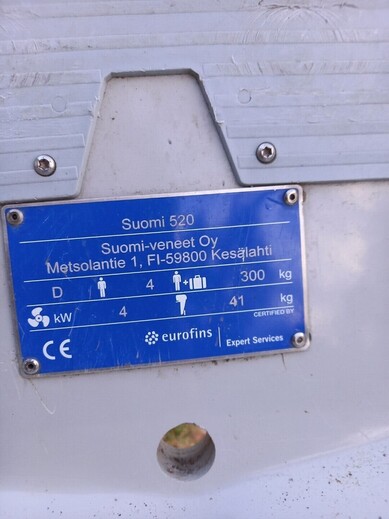 Suomi 520
Suomi-veneet Oy
Metsolantie 1, FI-59800 Kesälahti
D 4 + 300 kg
kW 4 41 kg
CERTIFIED BY
CE eurofins Expert Services